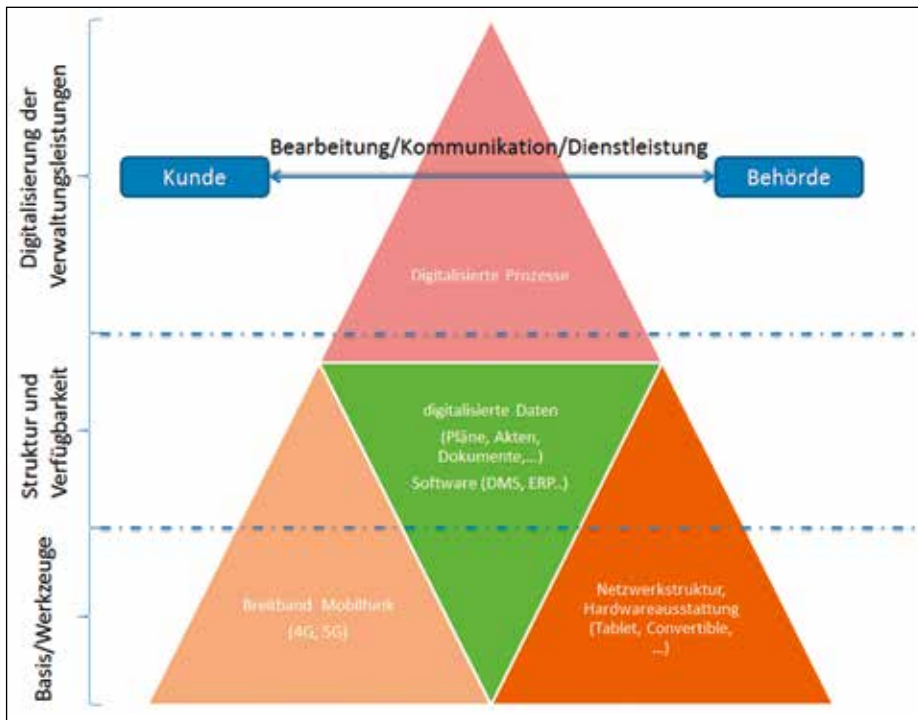 Digitalisierung der
Verwaltungsleistungen
Bearbeitung/Kommunikation/Dienstleistung
Kunde
Behörde
Digitalisierte Prozesse
Struktur und
Verfügbarkeit
digitalisierte Daten
(Pläne, Akten,
Dokumente,...)
Software (DMS, ERP..)
Basis/Werkzeuge
Breitband Mobilfunk
(4G, 5G)
Netzwerkstruktur,
Hardwareausstattung
(Tablet, Convertible,
...)